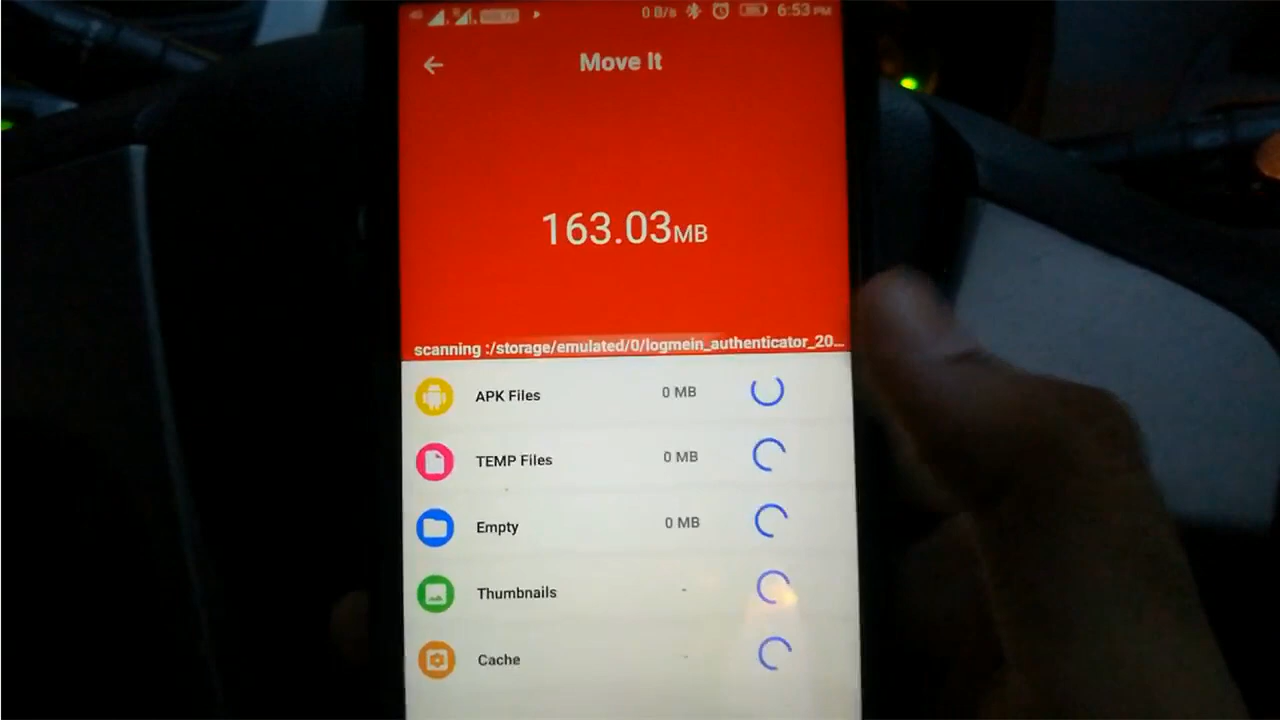 0 B/s 6:53 PM
Move It
163.03MB
scanning :/storage/emulated/0/logmein_authenticator_20...
APK Files 0 MB
TEMP Files 0 MB
Empty 0 MB
Thumbnails -
Cache -